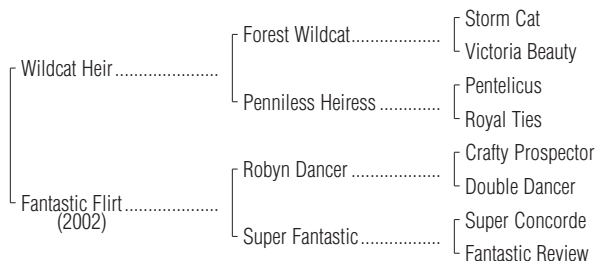 Storm Cat
Forest Wildcat....................
Victoria Beauty
Wildcat Heir.......................
Pentelicus
Penniless Heiress ..............
Royal Ties
Crafty Prospector
Robyn Dancer ....................
Double Dancer
Fantastic Flirt.....................
(2002)
Super Concorde
Super Fantastic..................
Fantastic Review